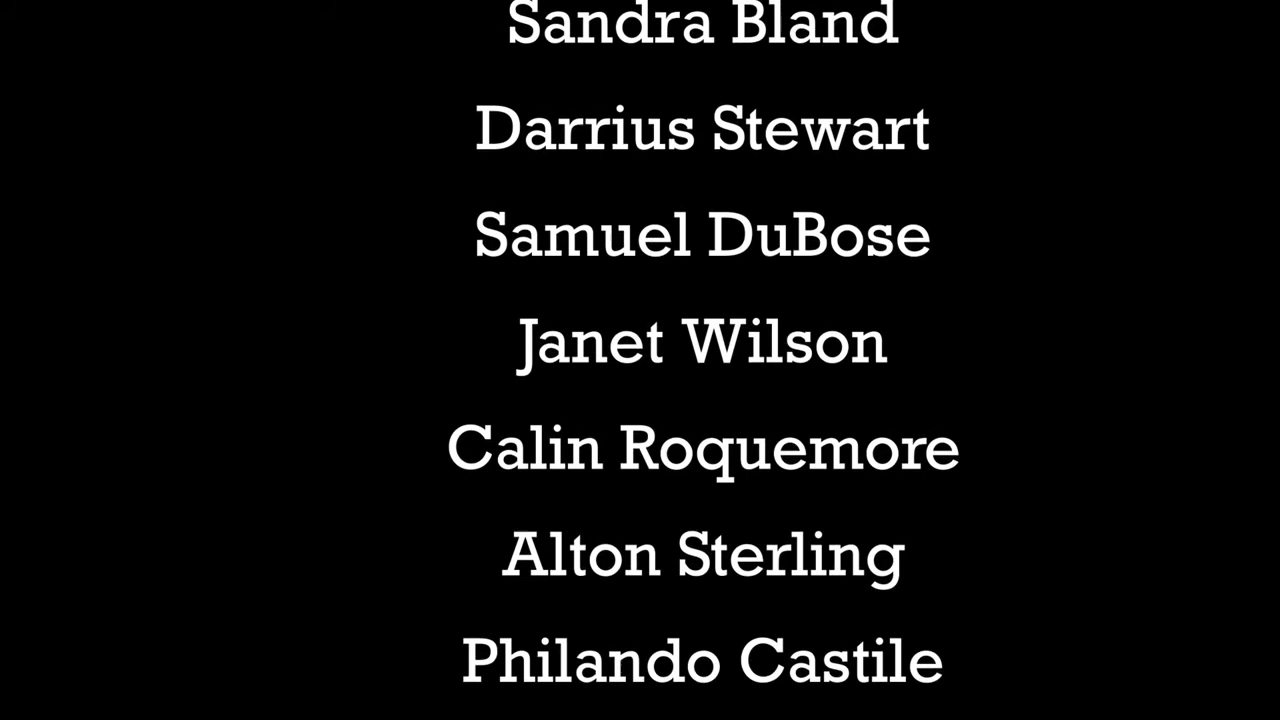 Sandra Bland
Darrius Stewart
Samuel DuBose
Janet Wilson
Calin Roquemore
Alton Sterling
Philando Castile